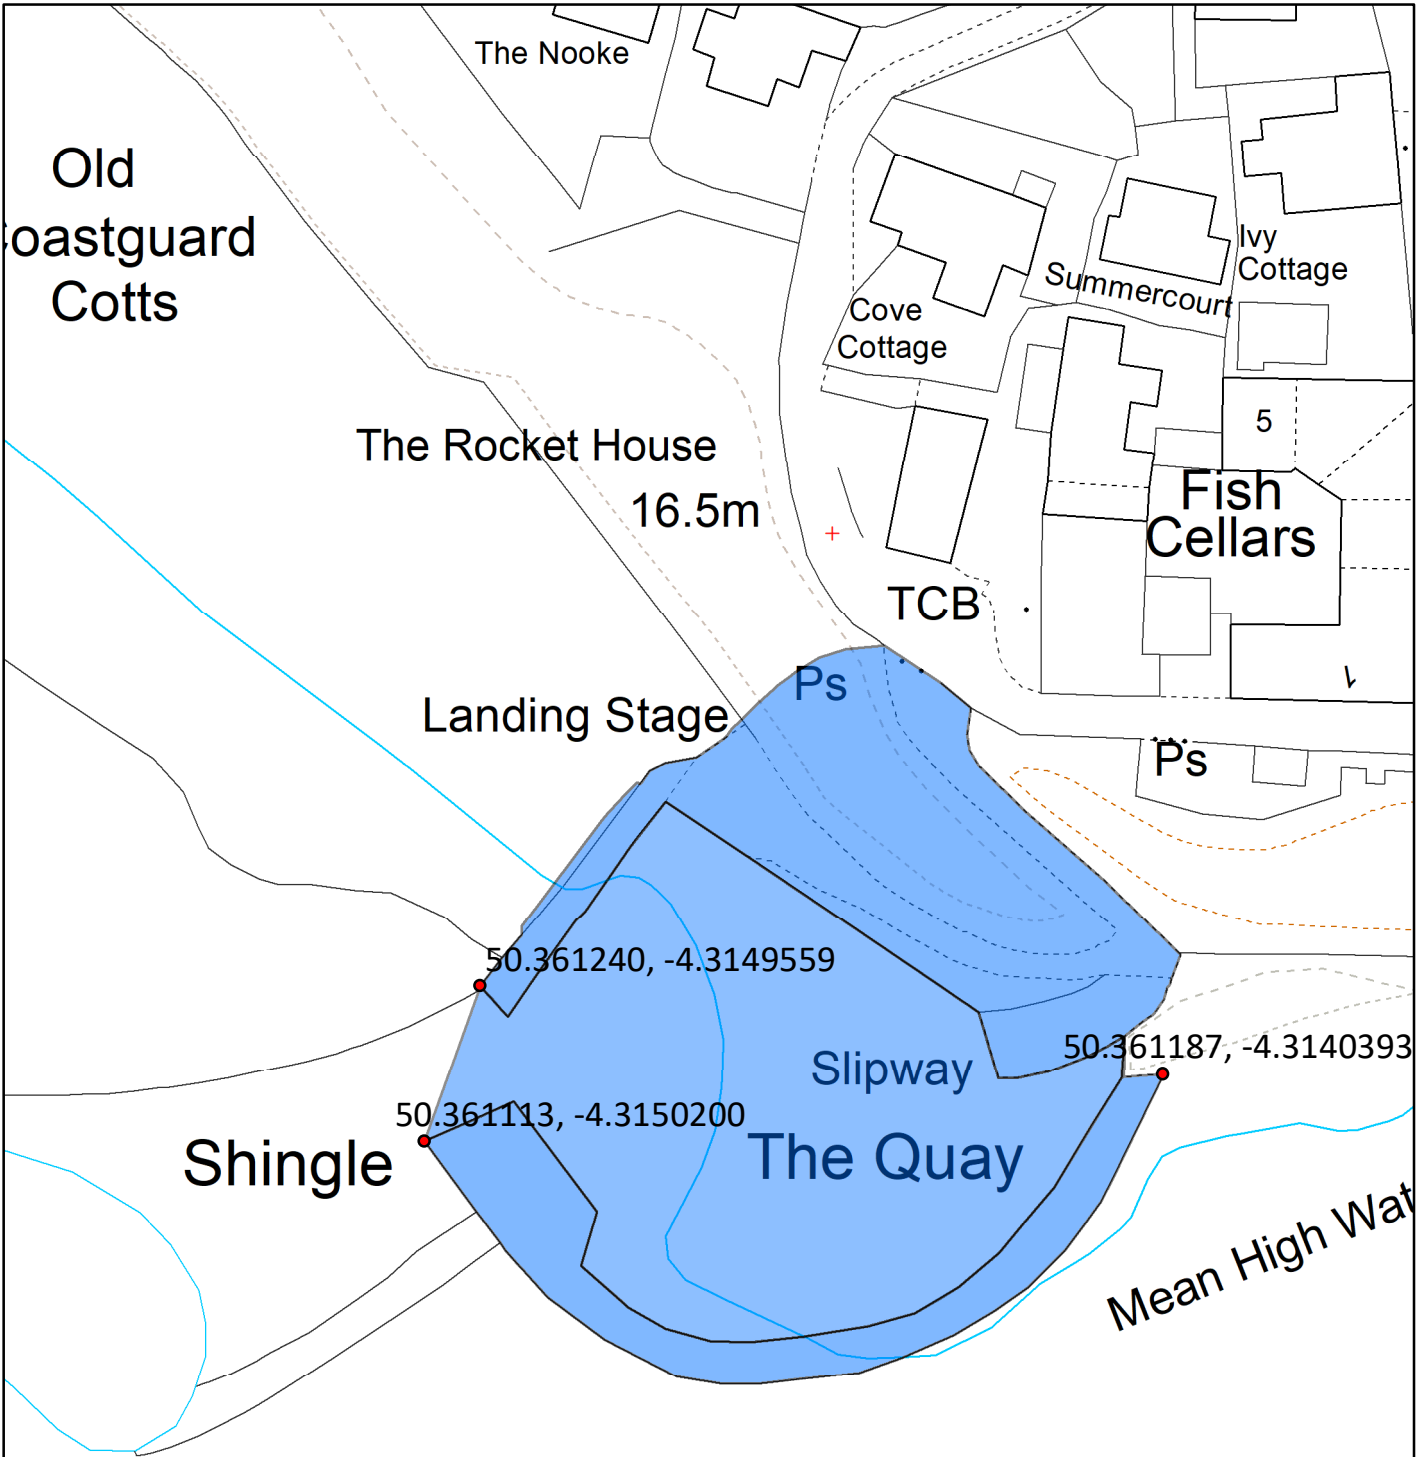 The Nooke
Old
oastguard
Cotts
Ivy
Cottage
Summercourt
Cove
Cottage
5
The Rocket House
16.5m
Fish
Cellars
TCB
1
Ps
Landing Stage
Ps
50.361240, -4.3149559
50.361187, -4.3140393
Slipway
50.361113, -4.3150200
Shingle
The Quay
Mean High Wat